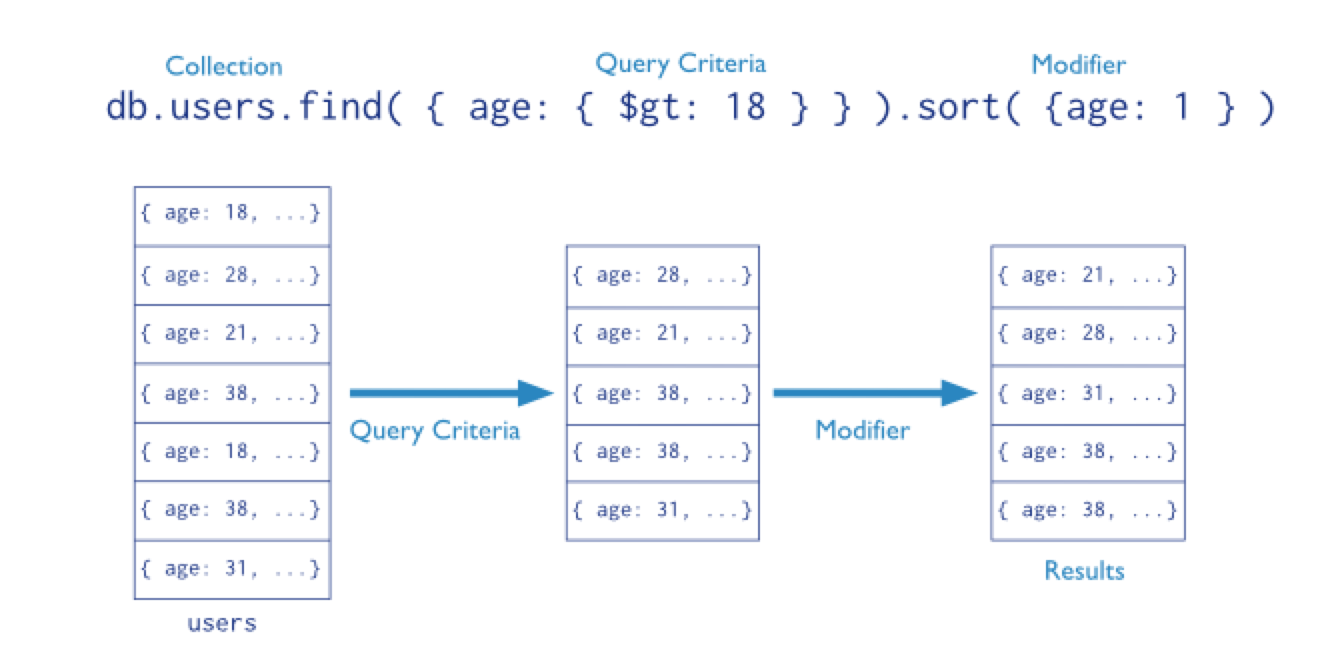 Collection
Query Criteria
Modifier
db.users.find( { age: { $gt: 18 } } ).sort( {age: 1 } )
{ age: 18, ...}
{ age: 28, ...}
{ age: 21, ...}
{ age: 38, ...}
{ age: 18, ...}
{ age: 38, ...}
{ age: 31, ...}
users
Query Criteria
{ age: 28, ...}
{ age: 21, ...}
{ age: 38, ...}
{ age: 38, ...}
{ age: 31, ...}
Modifier
{ age: 21, ...}
{ age: 28, ...}
{ age: 31, ...}
{ age: 38, ...}
{ age: 38, ...}
Results